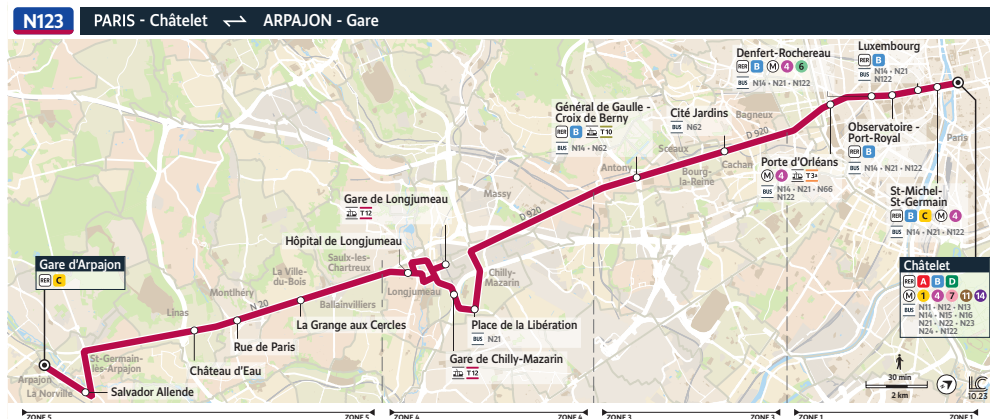 N123 PARIS - Châtelet ARPAJON - Gare
Denfert-Rochereau
RER B M 4 6
BUS N14 • N21 • N122
Luxembourg
RER B
BUS N14 • N21
N122
Général de Gaulle -
Croix de Berny
RER B T10
BUS N14 • N62
Cité Jardins
BUS N62
Bagneux
D 920
Paris
Observatoire -
Port-Royal
RER B
BUS N14 • N21 • N122
Porte d'Orléans
M 4 T3a
BUS N14 • N21 • N66
N122
Sceaux
Cachan
Antony
Bourg-
la-Reine
St-Michel-
St-Germain
RER B C M 4
BUS N14 • N21 • N122
Massy
D 920
Gare de Longjumeau
T12
Hôpital de Longjumeau
Saulx-les-
Chartreux
Gare d'Arpajon
RER C
La Ville-
du-Bois
Chilly-
Mazarin
Châtelet
RER A B D
M 1 4 7 11 14
BUS N11 • N12 • N13
N14 • N15 • N16
N21 • N22 • N23
N24 • N122
Montlhéry
N 20
Ballainvilliers
Longjumeau
Linas
La Grange aux Cercles
Place de la Libération
BUS N21
Rue de Paris
Gare de Chilly-Mazarin
T12
St-Germain-
lès-Arpajon
Château d'Eau
Arpajon
La Norville
Salvador Allende
30 min
2 km
10.23
ZONE 5 ZONE 5 ZONE 4 ZONE 4 ZONE 3 ZONE 3 ZONE 1 ZONE 1